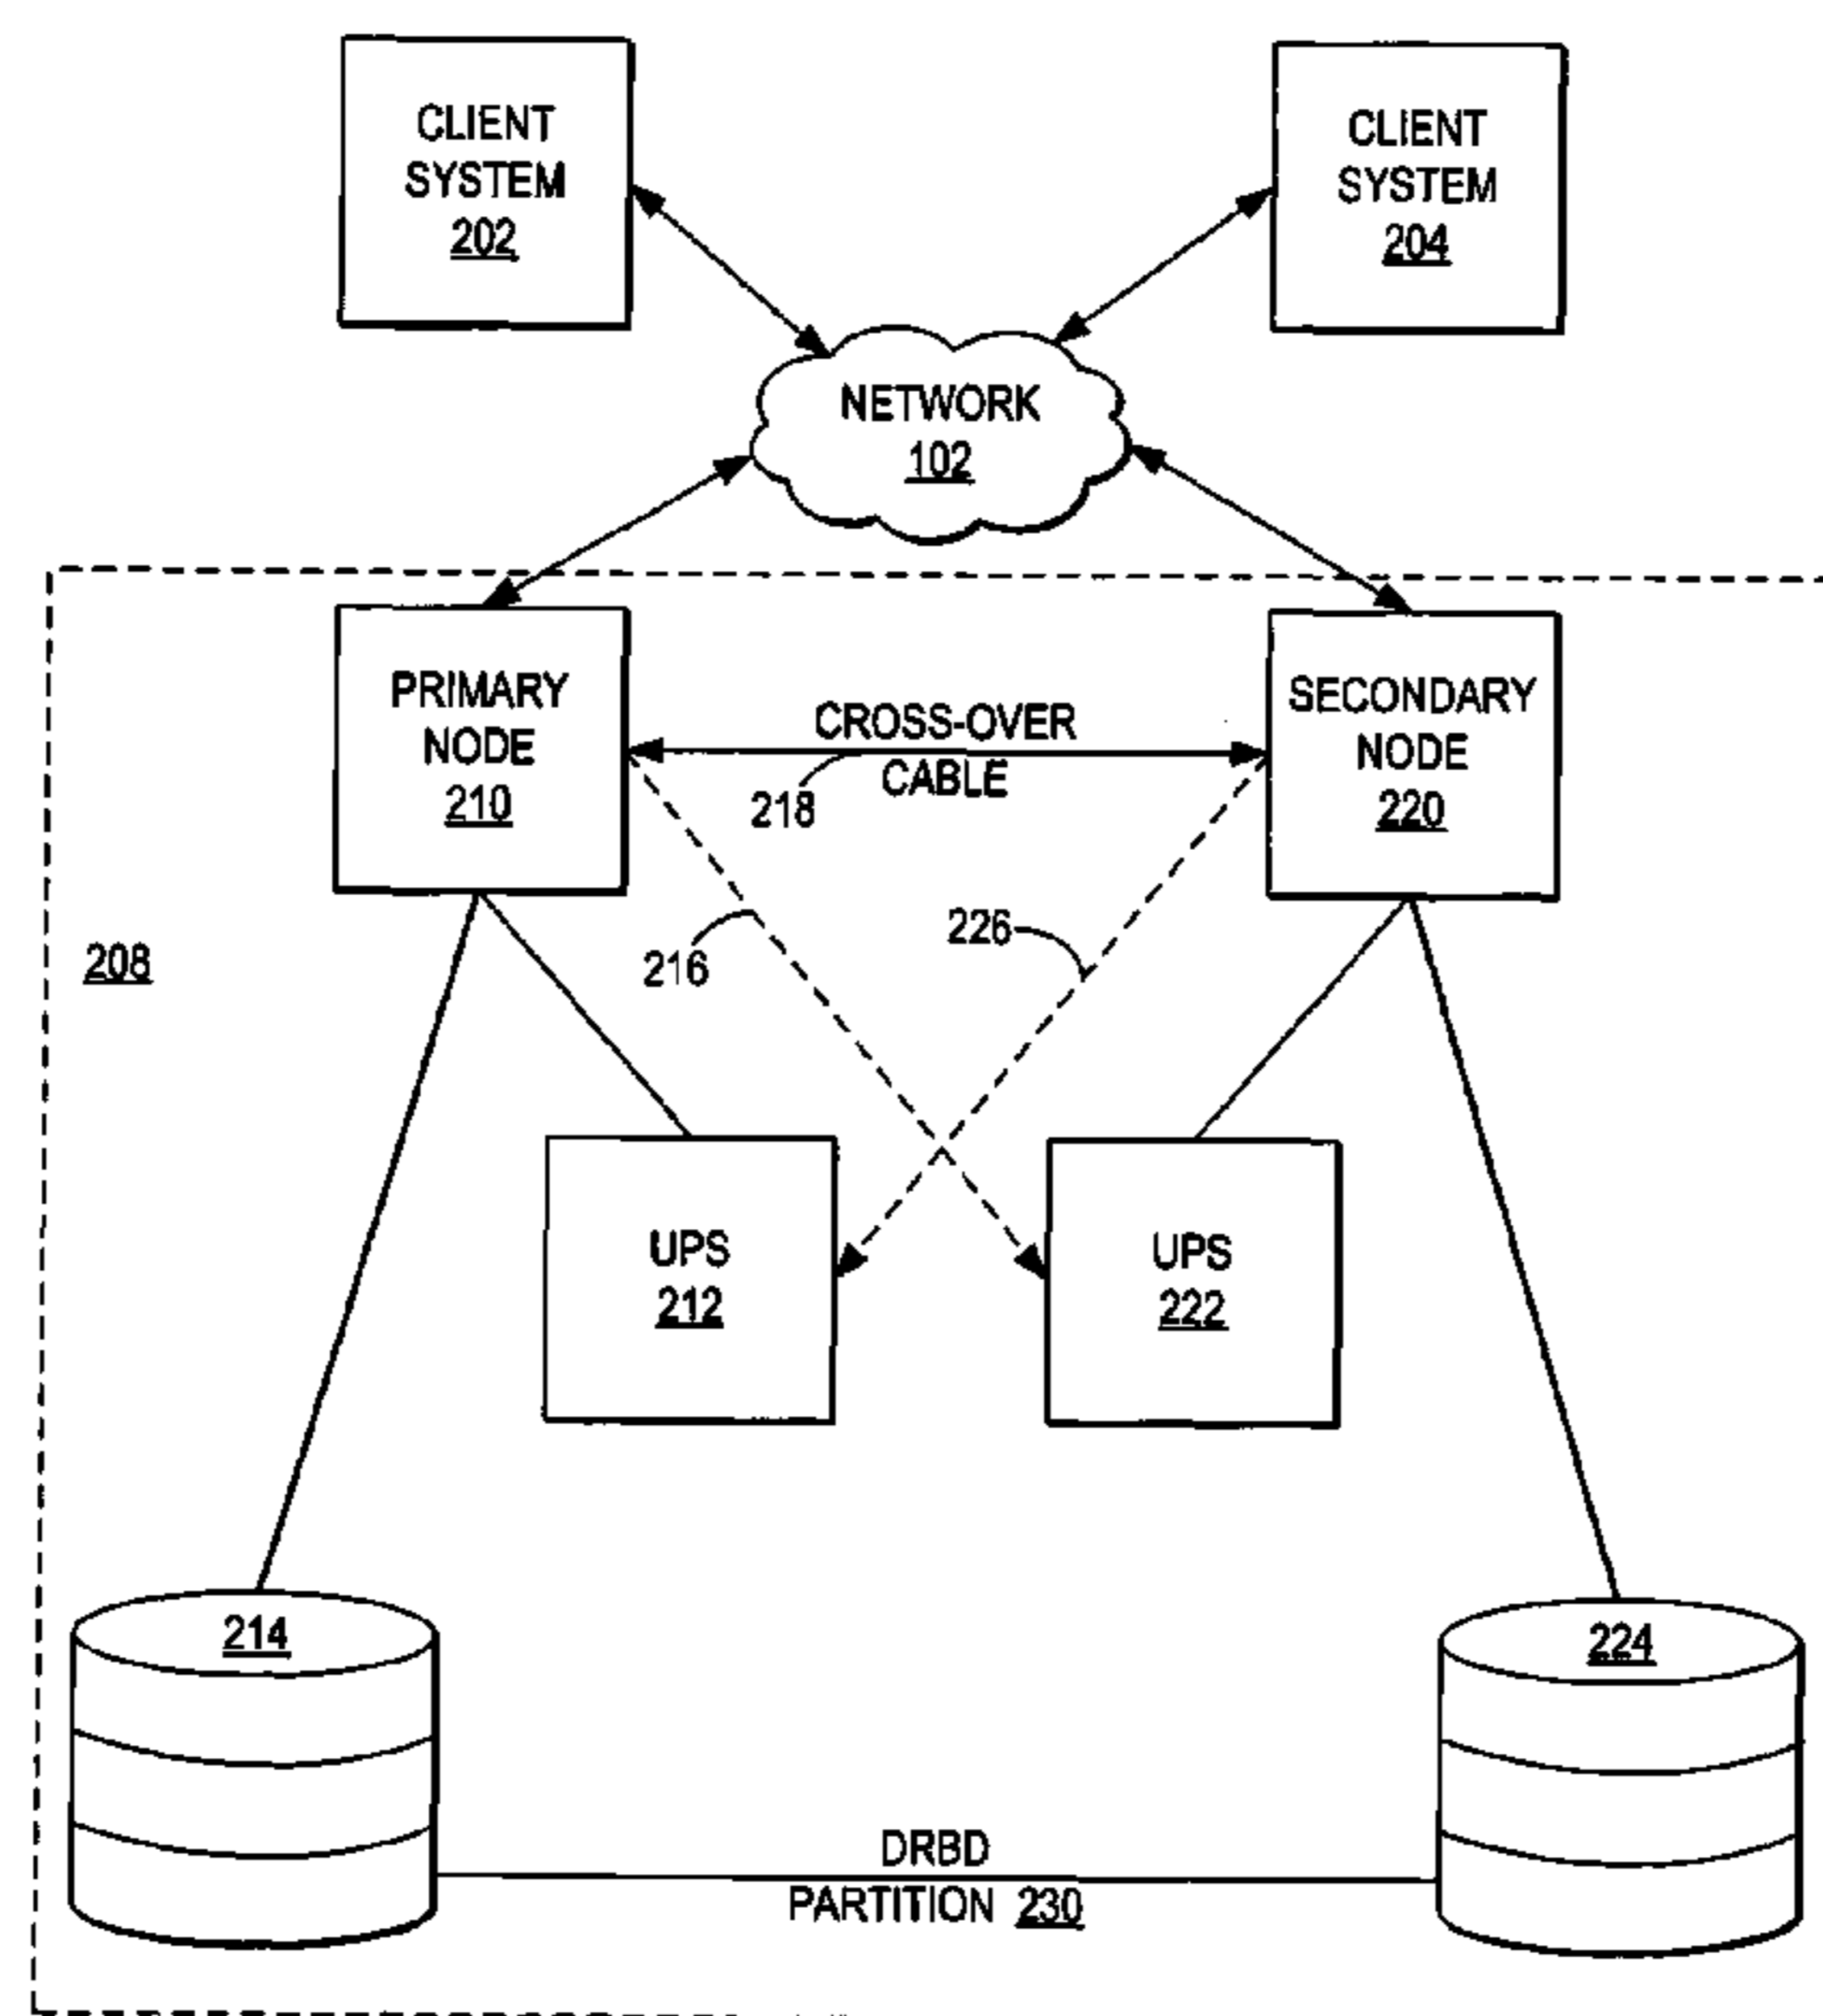 CLIENT
SYSTEM
202
CLIENT
SYSTEM
204
NETWORK
102
PRIMARY
NODE
210
CROSS-OVER
CABLE
218
SECONDARY
NODE
220
208
216
226
UPS
212
UPS
222
214
224
DRBD
PARTITION 230